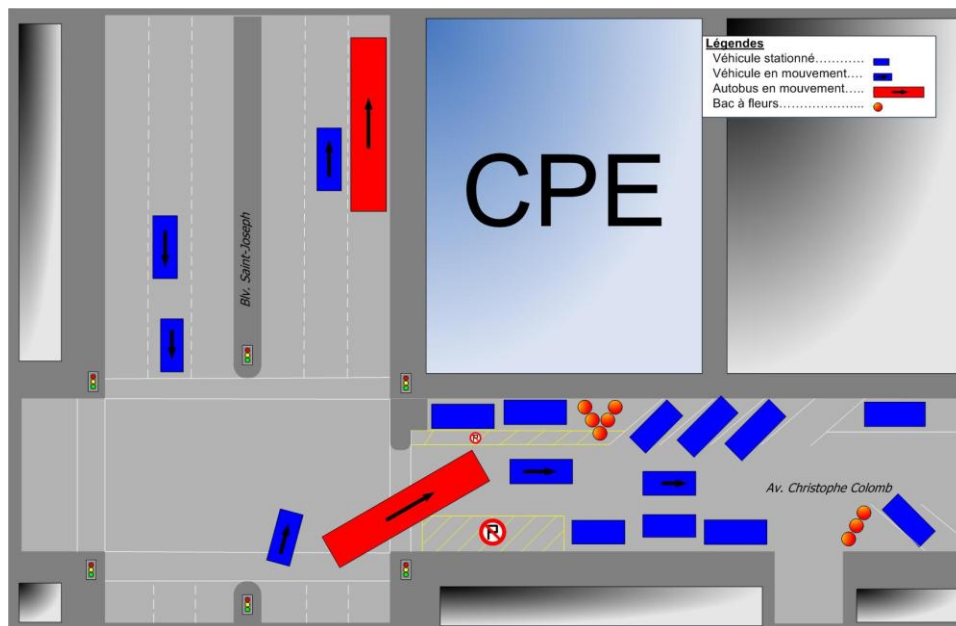 Légendes
Véhicule stationné…………
Véhicule en mouvement….
Autobus en mouvement…..
Bac à fleurs………………...
CPE
Blv. Saint-Joseph
Av. Christophe Colomb
P
P